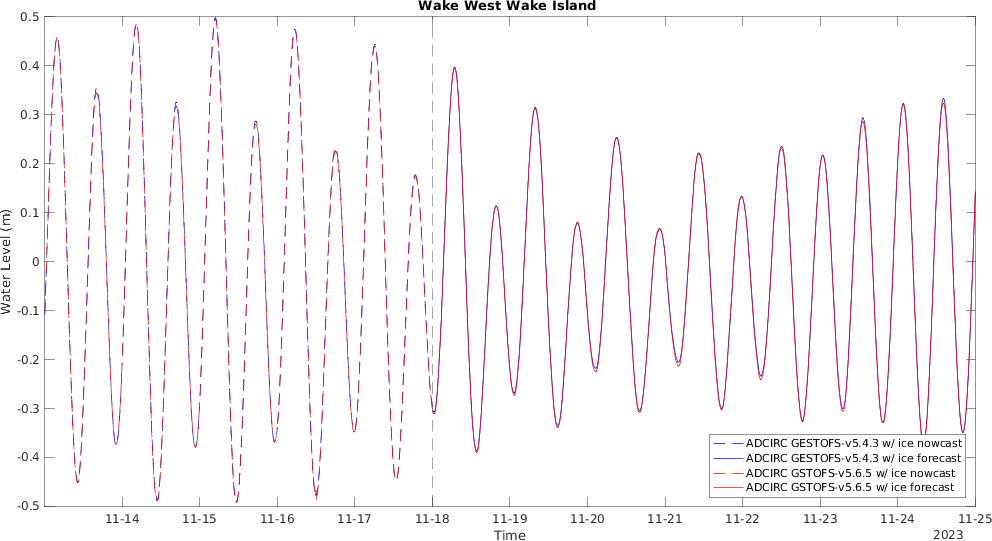 Wake West Wake Island
0.5
0.4
0.3
0.2
0.1
0
-0.1
-0.2
-0.3
-0.4
-0.5
Water Level (m)
ADCIRC GESTOFS-v5.4.3 w/ ice nowcast
ADCIRC GESTOFS-v5.4.3 w/ ice forecast
ADCIRC GSTOFS-v5.6.5 w/ ice nowcast
ADCIRC GSTOFS-v5.6.5 w/ ice forecast
11-14 11-15 11-16 11-17 11-18 11-19 11-20 11-21 11-22 11-23 11-24 11-25
Time
2023